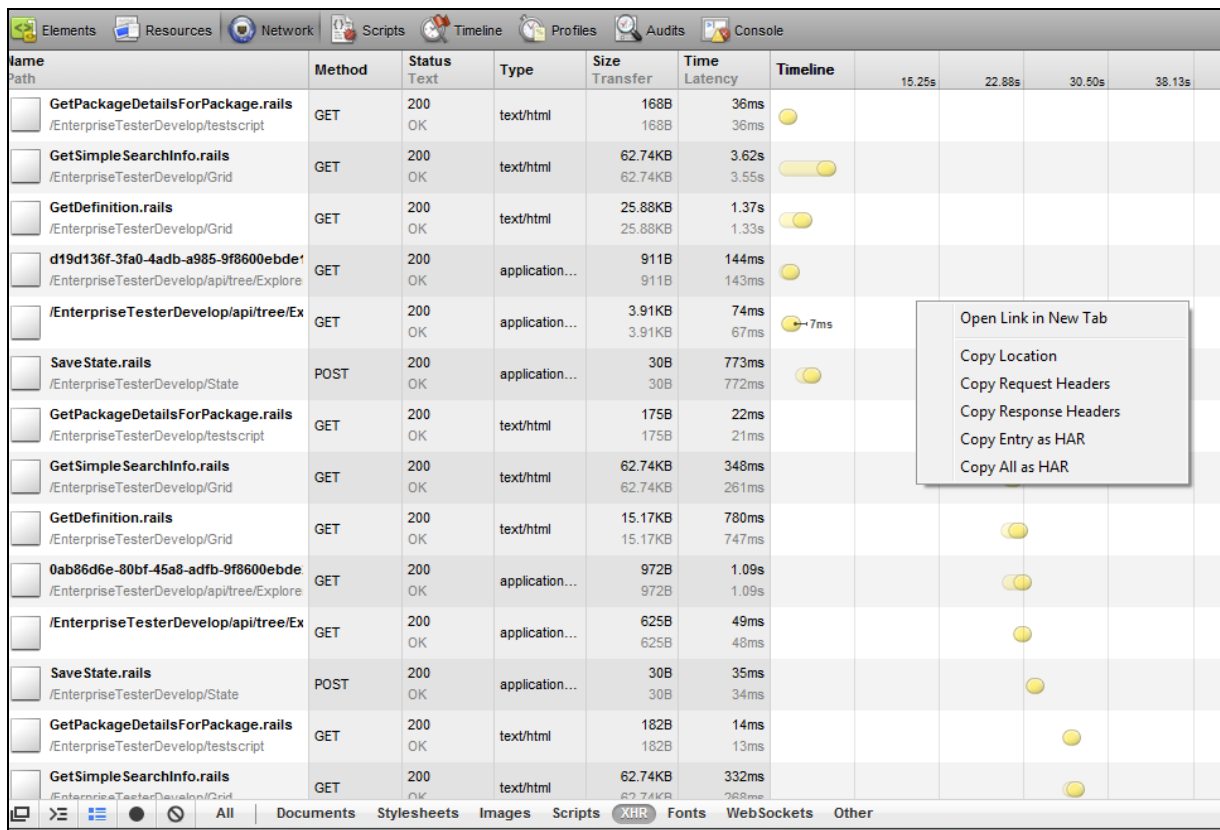 Elements Resources Network Scripts Timeline Profiles Audits Console
Name Status Method Type Size Time Timeline
Path Text Transfer Latency 15.25s 22.88s 30.50s 38.13s
GetPackageDetailsForPackage.rails GET 200 text/html 168B 36ms
/EnterpriseTesterDevelop/testscript OK 168B 36ms
GetSimpleSearchInfo.rails GET 200 text/html 62.74KB 3.62s
/EnterpriseTesterDevelop/Grid OK 62.74KB 3.55s
GetDefinition.rails GET 200 text/html 25.88KB 1.37s
/EnterpriseTesterDevelop/Grid OK 25.88KB 1.33s
d19d136f-3fa0-4adb-a985-9f8600ebde1 GET 200 application... 911B 144ms
/EnterpriseTesterDevelop/api/tree/Explore OK 911B 143ms
/EnterpriseTesterDevelop/api/tree/Ex GET 200 application... 3.91KB 74ms 7ms
OK 3.91KB 67ms
SaveState.rails POST 200 application... 30B 773ms
/EnterpriseTesterDevelop/State OK 30B 772ms
GetPackageDetailsForPackage.rails GET 200 text/html 175B 22ms
/EnterpriseTesterDevelop/testscript OK 175B 21ms
GetSimpleSearchInfo.rails GET 200 text/html 62.74KB 348ms
/EnterpriseTesterDevelop/Grid OK 62.74KB 261ms
GetDefinition.rails GET 200 text/html 15.17KB 780ms
/EnterpriseTesterDevelop/Grid OK 15.17KB 747ms
0ab86d6e-80bf-45a8-adfb-9f8600ebde GET 200 application... 972B 1.09s
/EnterpriseTesterDevelop/api/tree/Explore OK 972B 1.09s
/EnterpriseTesterDevelop/api/tree/Ex GET 200 application... 625B 49ms
OK 625B 48ms
SaveState.rails POST 200 application... 30B 35ms
/EnterpriseTesterDevelop/State OK 30B 34ms
GetPackageDetailsForPackage.rails GET 200 text/html 182B 14ms
/EnterpriseTesterDevelop/testscript OK 182B 13ms
GetSimpleSearchInfo.rails GET 200 text/html 62.74KB 332ms
/EnterpriseTesterDevelop/Grid OK 62.74KB 268ms
Open Link in New Tab
Copy Location
Copy Request Headers
Copy Response Headers
Copy Entry as HAR
Copy All as HAR
All Documents Stylesheets Images Scripts XHR Fonts WebSockets Other